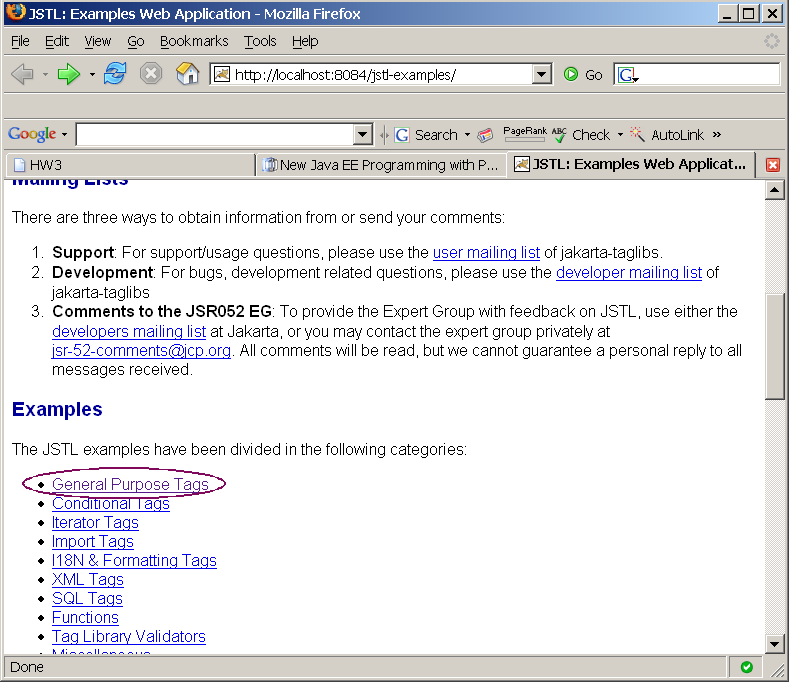 JSTL: Examples Web Application - Mozilla Firefox
File Edit View Go Bookmarks Tools Help
http://localhost:8084/jstl-examples/ Go G
Google G Search PageRank ABC Check AutoLink »
HW3 New Java EE Programming with P... JSTL: Examples Web Applicat...
Mailing Lists
There are three ways to obtain information from or send your comments:
1. Support: For support/usage questions, please use the user mailing list of jakarta-taglibs.
2. Development: For bugs, development related questions, please use the developer mailing list of
jakarta-taglibs
3. Comments to the JSR052 EG: To provide the Expert Group with feedback on JSTL, use either the
developers mailing list at Jakarta, or you may contact the expert group privately at
jsr-52-comments@jcp.org. All comments will be read, but we cannot guarantee a personal reply to all
messages received.
Examples
The JSTL examples have been divided in the following categories:
• General Purpose Tags
• Conditional Tags
• Iterator Tags
• Import Tags
• I18N & Formatting Tags
• XML Tags
• SQL Tags
• Functions
• Tag Library Validators
• Miscellaneous
Done